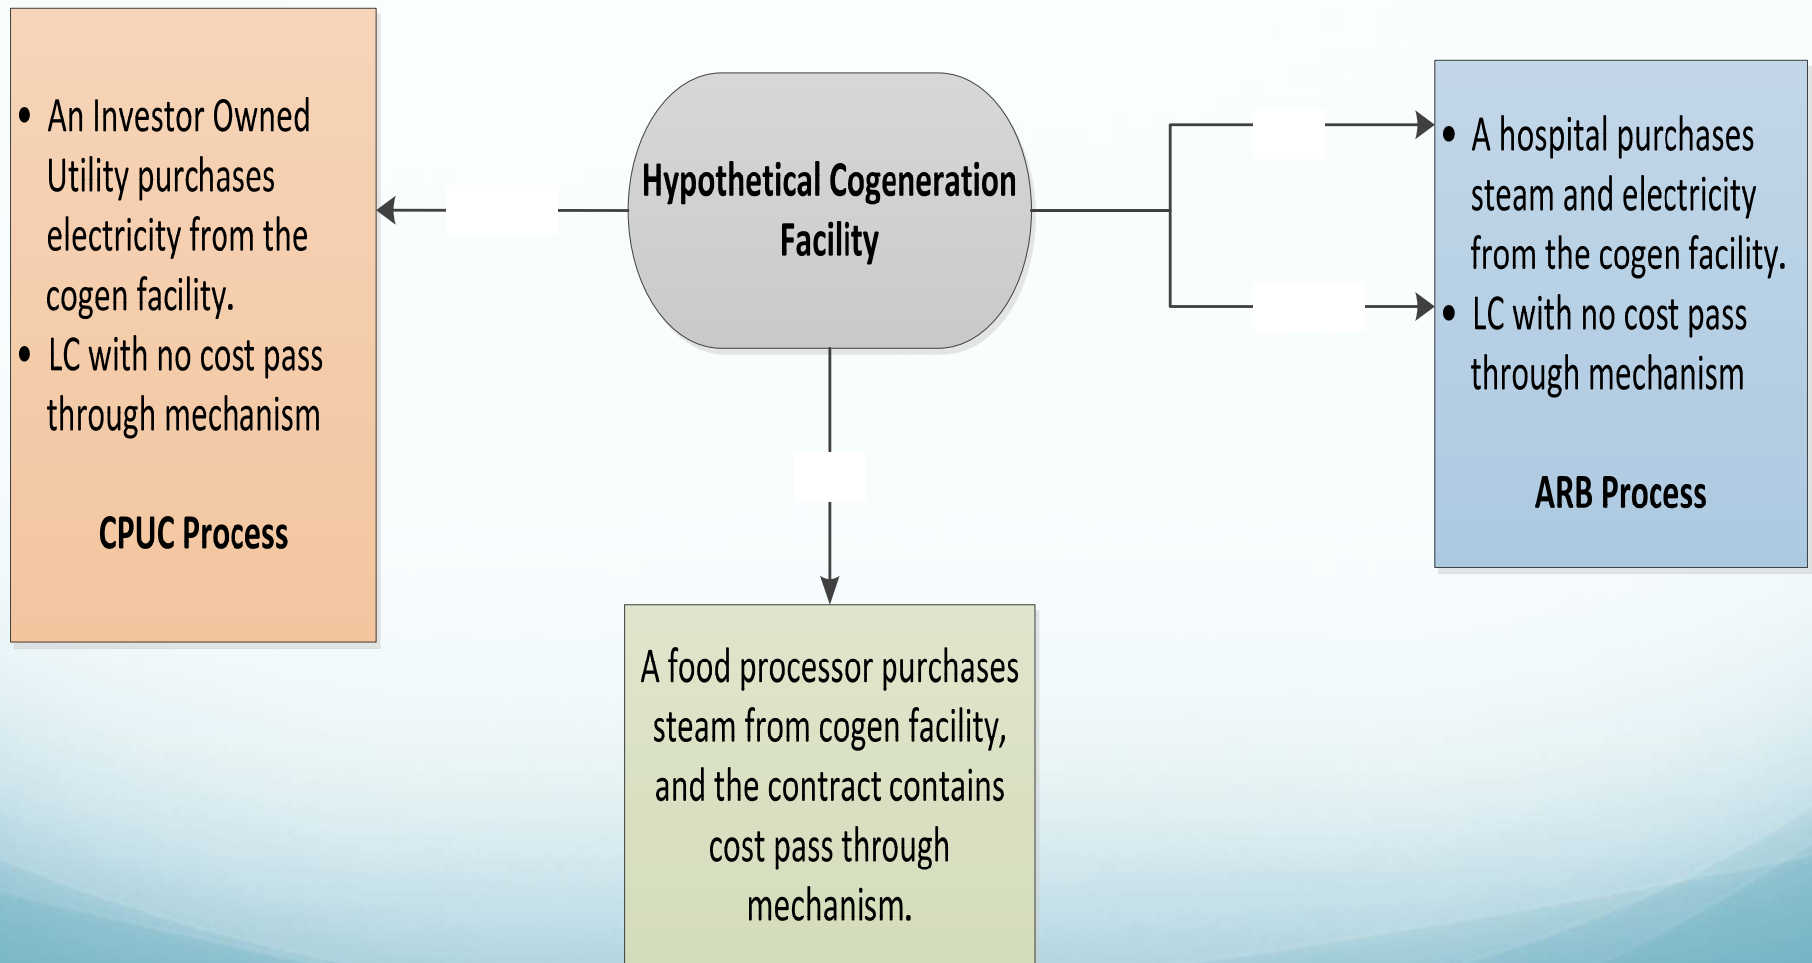 • An Investor Owned
Utility purchases
electricity from the
cogen facility.
• LC with no cost pass
through mechanism
CPUC Process
Hypothetical Cogeneration
Facility
• A hospital purchases
steam and electricity
from the cogen facility.
• LC with no cost pass
through mechanism
ARB Process
A food processor purchases
steam from cogen facility,
and the contract contains
cost pass through
mechanism.